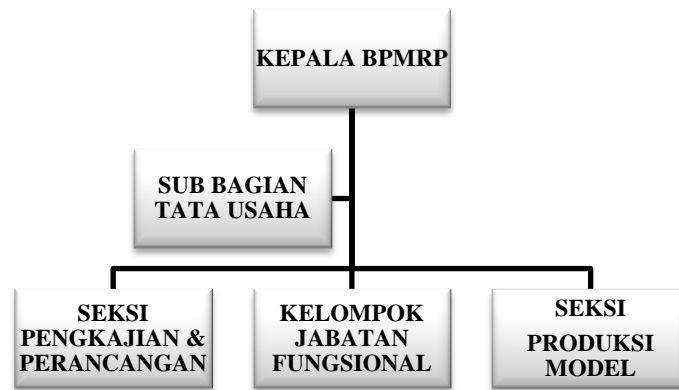 KEPALA BPMRP
SUB BAGIAN
TATA USAHA
SEKSI
PENGKAJIAN &
PERANCANGAN
KELOMPOK
JABATAN
FUNGSIONAL
SEKSI
PRODUKSI
MODEL